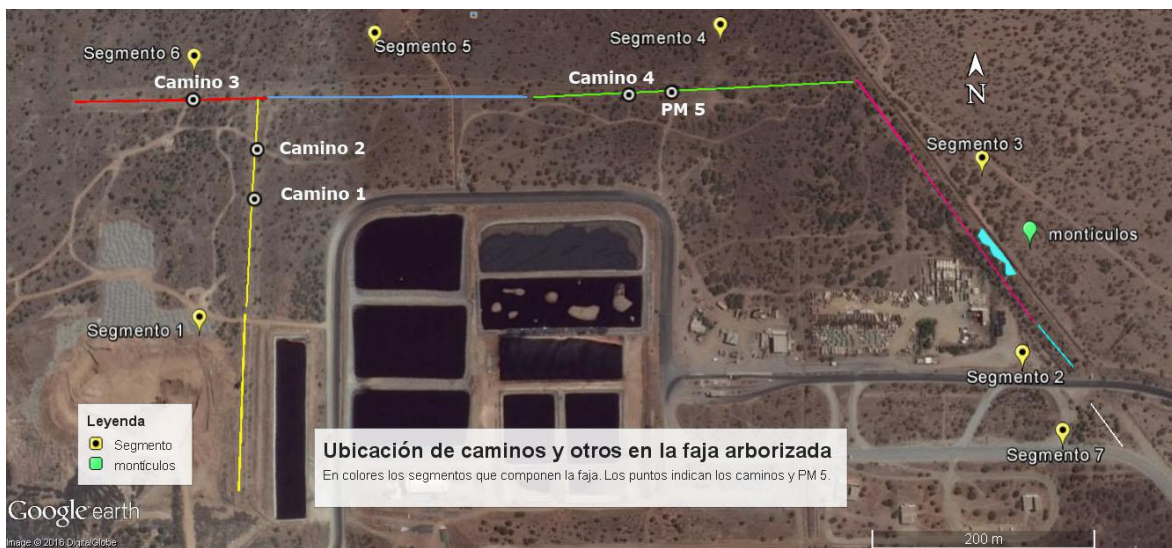 Segmento 6
Segmento 5
Segmento 4
Camino 3
Camino 4
PM 5
N
Camino 2
Segmento 3
Camino 1
montículos
Segmento 1
Segmento 2
Leyenda
Segmento
montículos
Ubicación de caminos y otros en la faja arborizada
En colores los segmentos que componen la faja. Los puntos indican los caminos y PM 5.
Segmento 7
Google earth
Image © 2016 DigitalGlobe
200 m